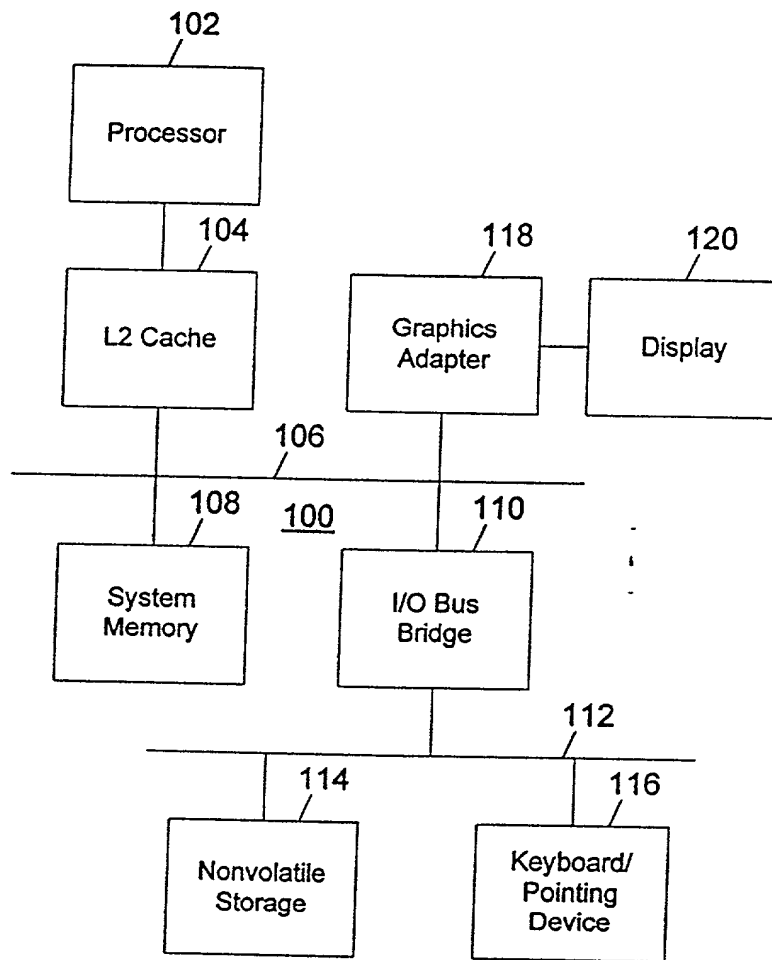 102
Processor
104
L2 Cache
118
Graphics
Adapter
120
Display
106
108
100
110
System
Memory
I/O Bus
Bridge
112
114
116
Nonvolatile
Storage
Keyboard/
Pointing
Device